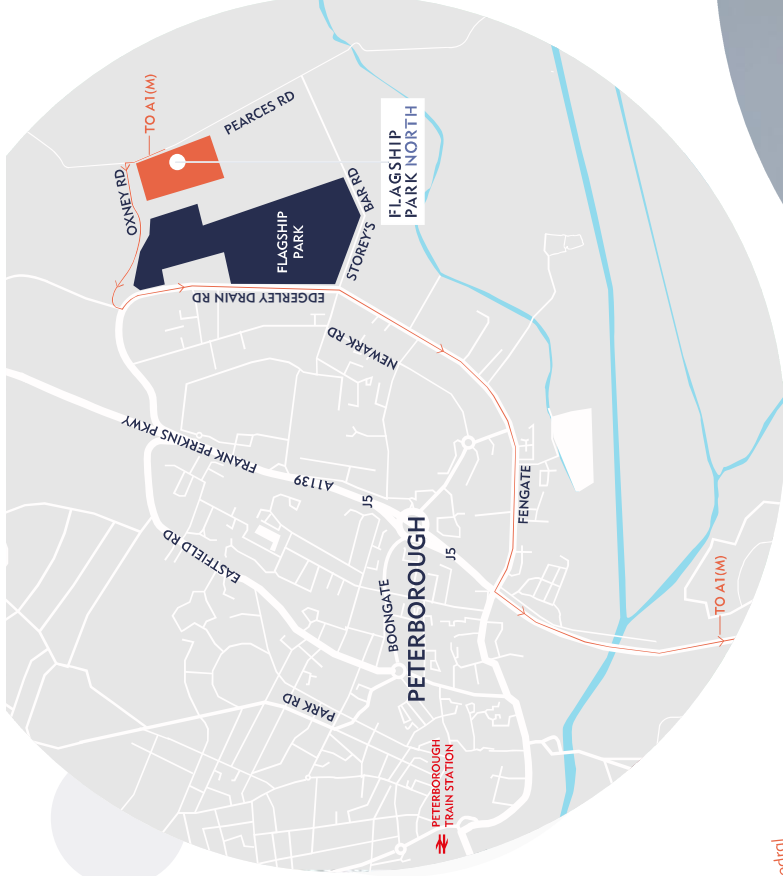 TO A1(M)
PEARCES RD
OXNEY RD
FLAGSHIP
PARK NORTH
FLAGSHIP
PARK
STOREY'S BAR RD
EDGERLEY DRAIN RD
NEWARK RD
FRANK PERKINS PKWY
A1139
J5
J5
FENGATE
EASTFIELD RD
BOONGATE
PETERBOROUGH
PARK RD
TO A1(M)
PETERBOROUGH
TRAIN STATION